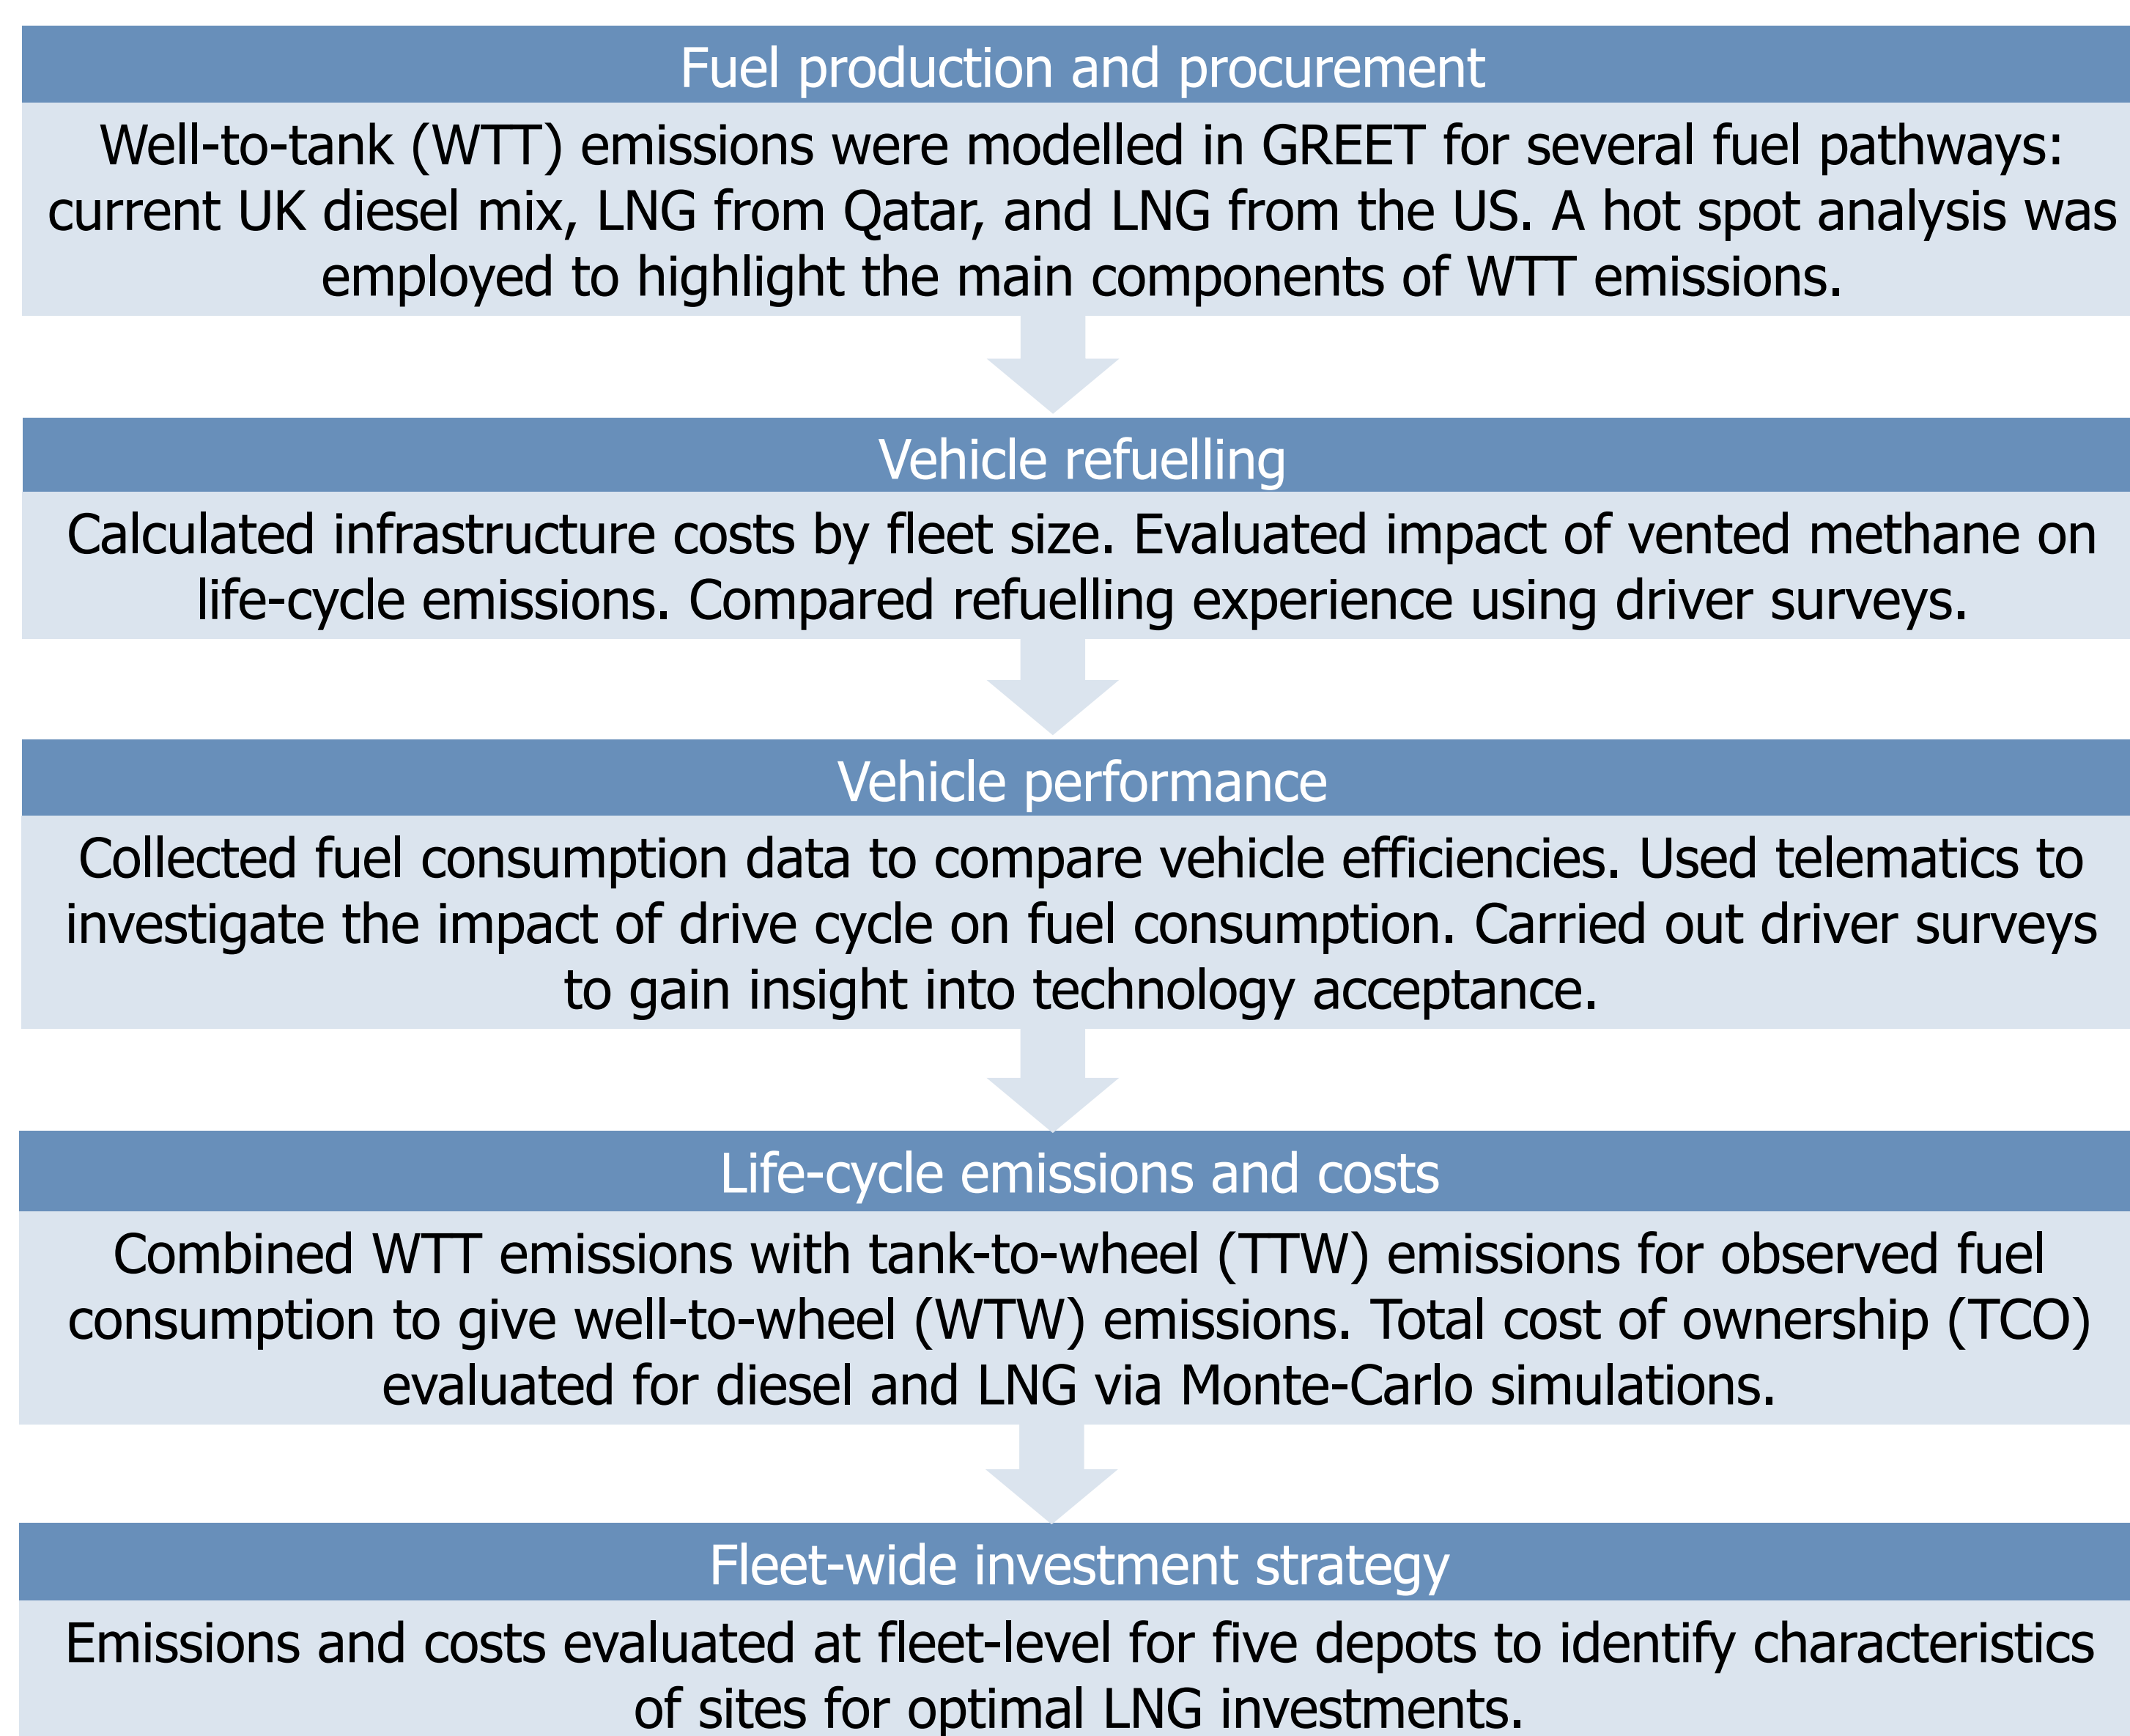 Fuel production and procurement
Well-to-tank (WTT) emissions were modelled in GREET for several fuel pathways:
current UK diesel mix, LNG from Qatar, and LNG from the US. A hot spot analysis was
employed to highlight the main components of WTT emissions.
Vehicle refuelling
Calculated infrastructure costs by fleet size. Evaluated impact of vented methane on
life-cycle emissions. Compared refuelling experience using driver surveys.
Vehicle performance
Collected fuel consumption data to compare vehicle efficiencies. Used telematics to
investigate the impact of drive cycle on fuel consumption. Carried out driver surveys
to gain insight into technology acceptance.
Life-cycle emissions and costs
Combined WTT emissions with tank-to-wheel (TTW) emissions for observed fuel
consumption to give well-to-wheel (WTW) emissions. Total cost of ownership (TCO)
evaluated for diesel and LNG via Monte-Carlo simulations.
Fleet-wide investment strategy
Emissions and costs evaluated at fleet-level for five depots to identify characteristics
of sites for optimal LNG investments.